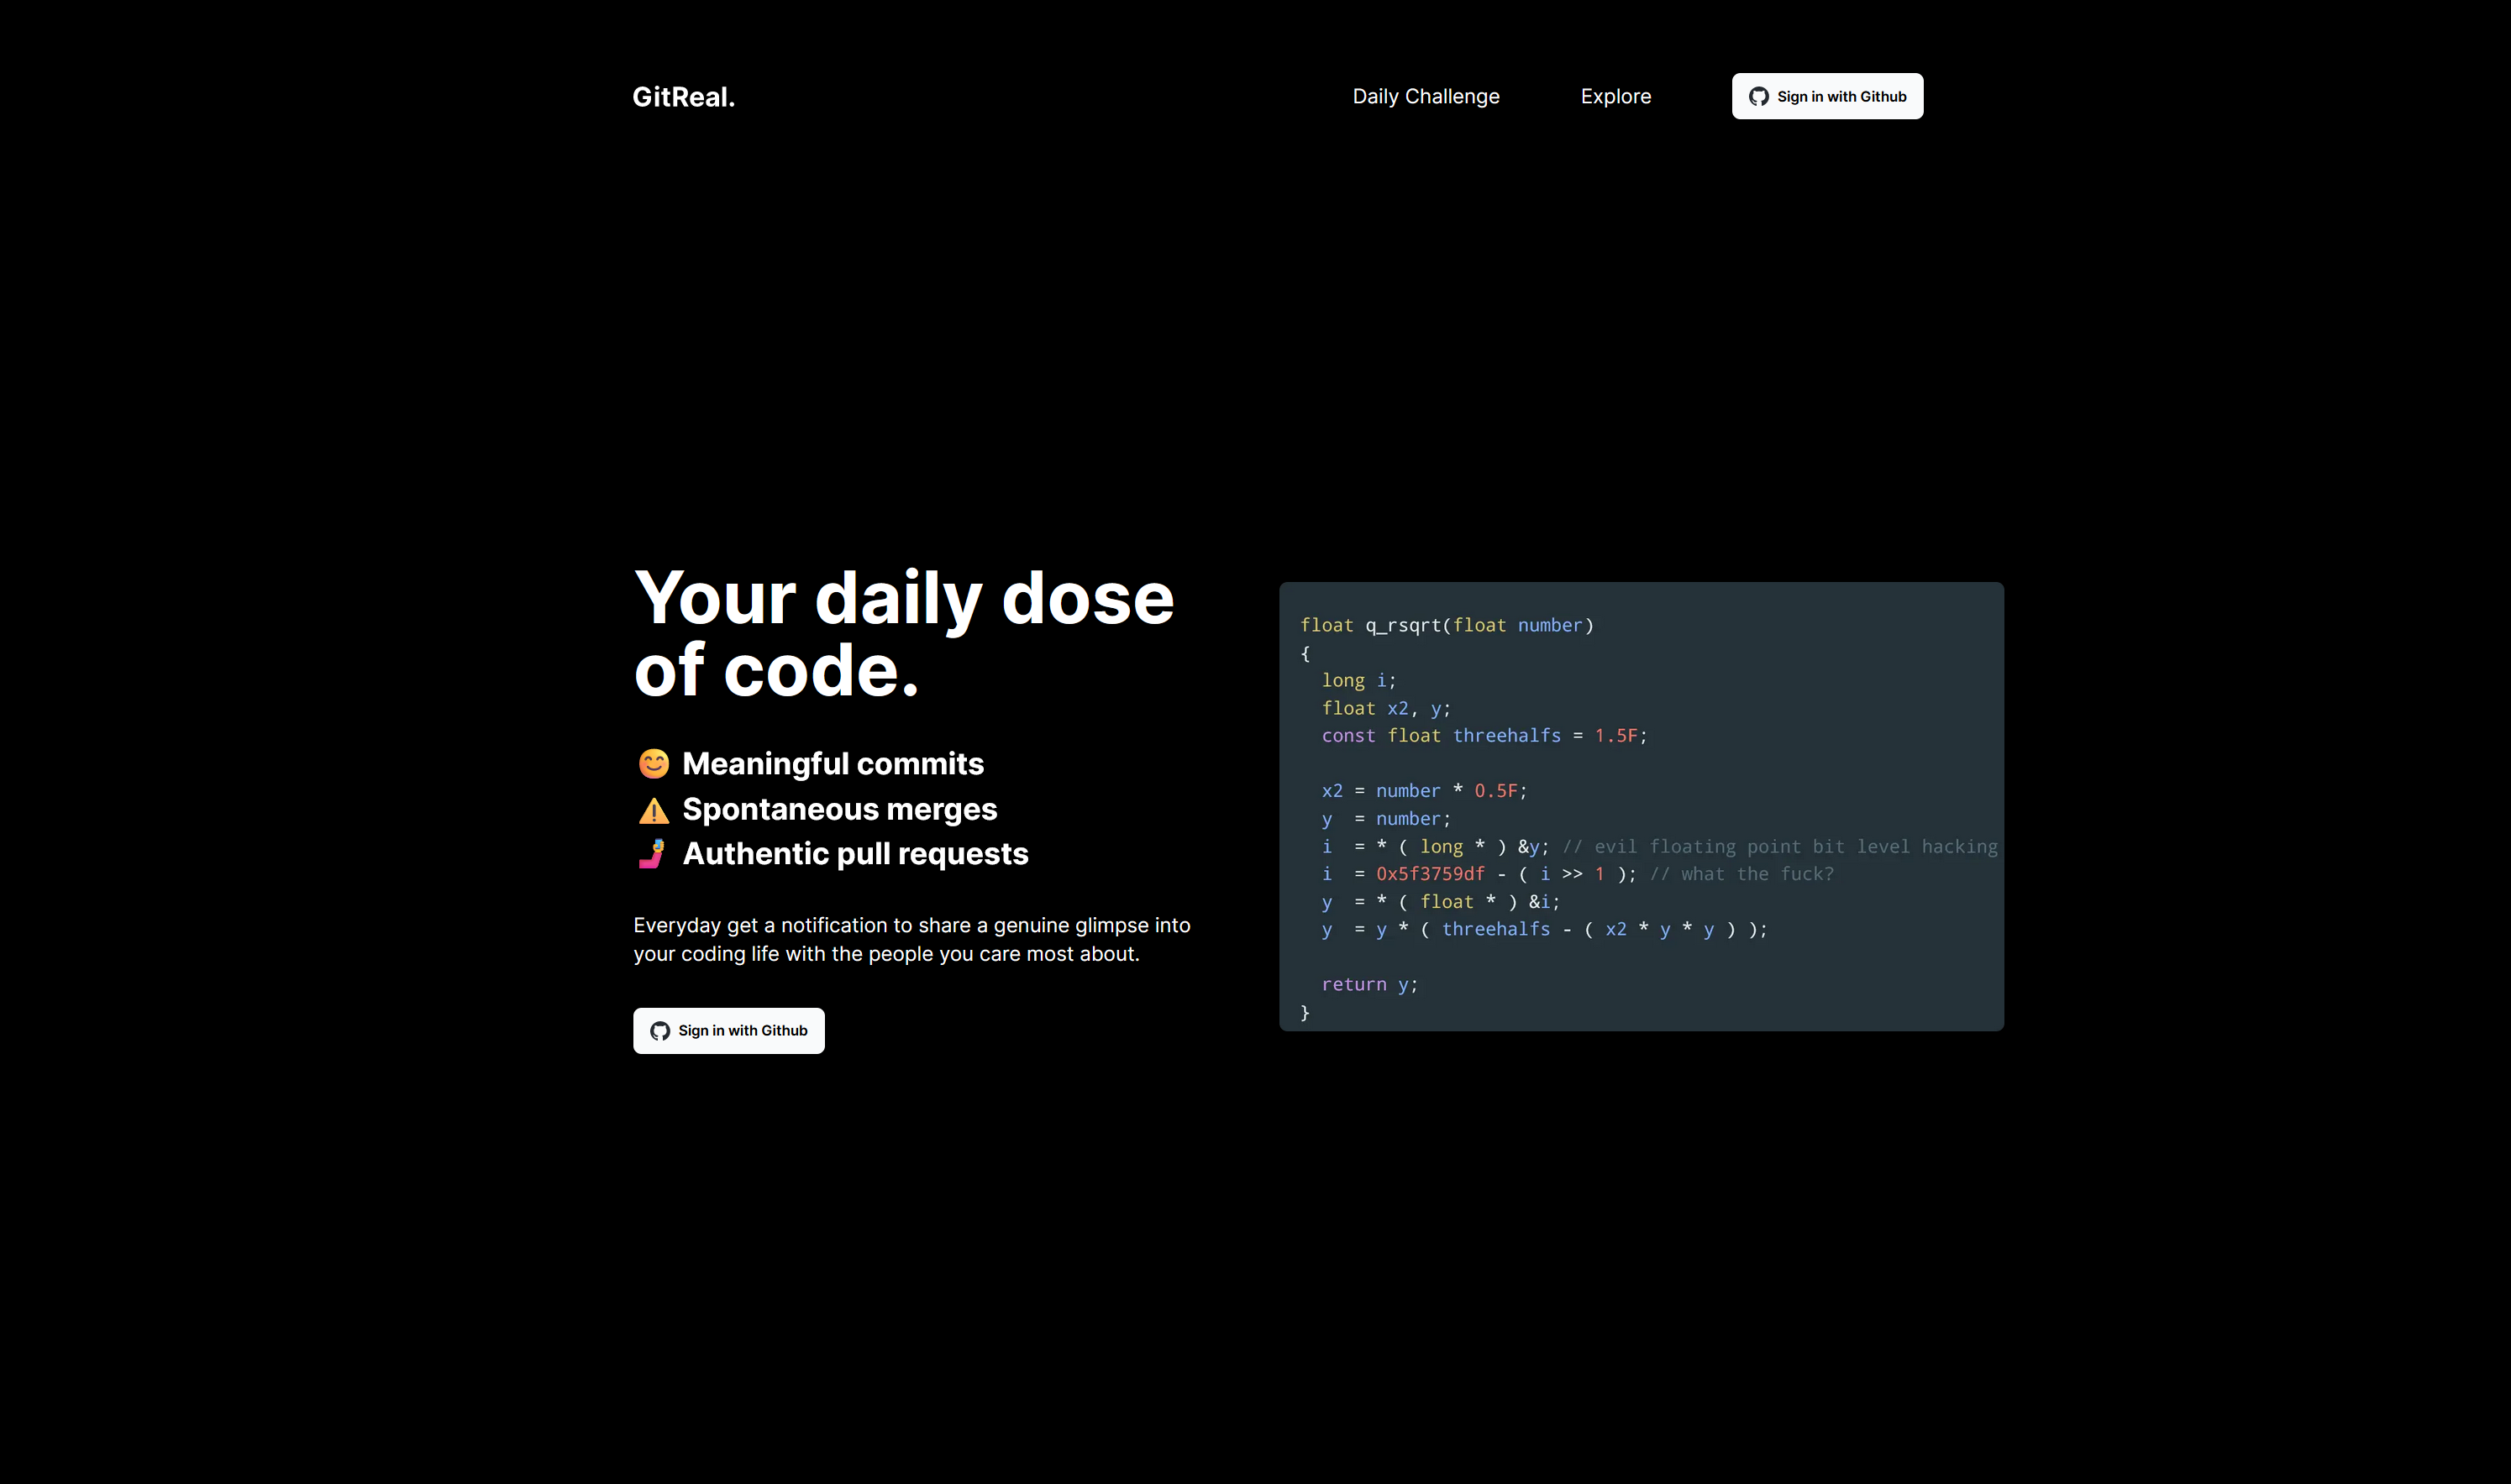 GitReal.
Daily Challenge
Explore
Sign in with Github
Your daily dose
of code.
😊 Meaningful commits
⚠️ Spontaneous merges
🤳 Authentic pull requests
Everyday get a notification to share a genuine glimpse into
your coding life with the people you care most about.
Sign in with Github
float q_rsqrt(float number)
{
  long i;
  float x2, y;
  const float threehalfs = 1.5F;

  x2 = number * 0.5F;
  y  = number;
  i  = * ( long * ) &y; // evil floating point bit level hacking
  i  = 0x5f3759df - ( i >> 1 ); // what the fuck?
  y  = * ( float * ) &i;
  y  = y * ( threehalfs - ( x2 * y * y ) );

  return y;
}